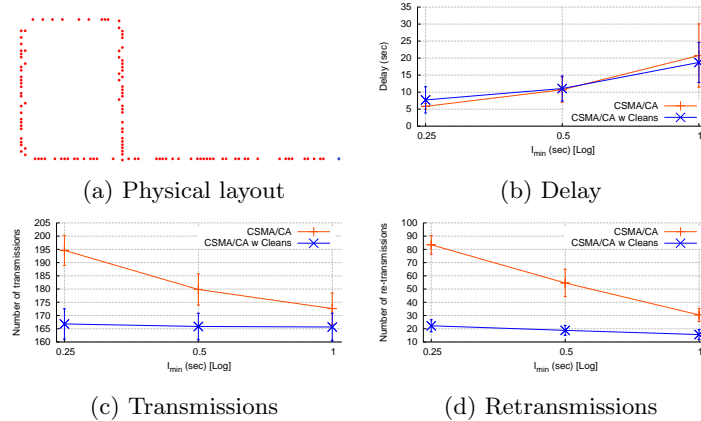 35
30
25
20
15
10
5
0
Delay (sec)
CSMA/CA
CSMA/CA w Cleans
0.25 0.5 1
I_min (sec) [Log]
(a) Physical layout
(b) Delay
205
200
195
190
185
180
175
170
165
160
Number of transmissions
CSMA/CA
CSMA/CA w Cleans
0.25 0.5 1
I_min (sec) [Log]
100
90
80
70
60
50
40
30
20
10
Number of re-transmissions
CSMA/CA
CSMA/CA w Cleans
0.25 0.5 1
I_min (sec) [Log]
(c) Transmissions
(d) Retransmissions